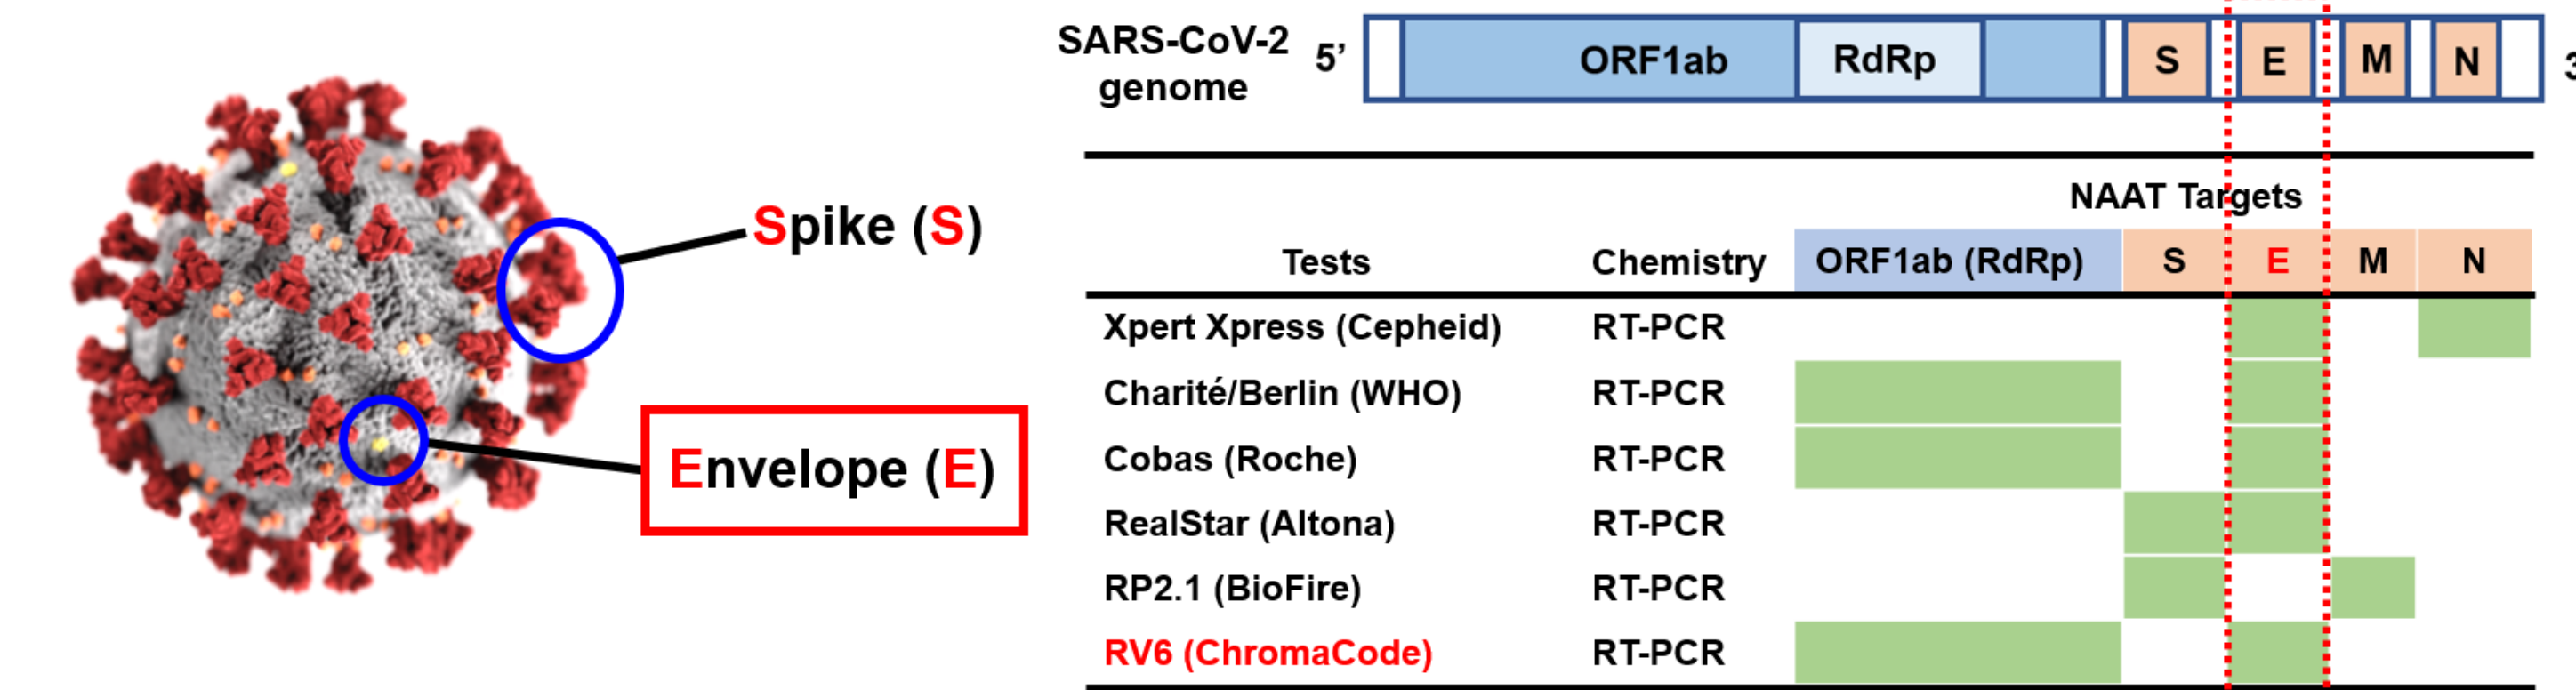 Spike (S)
Envelope (E)
SARS-CoV-2
genome
5’ ORF1ab RdRp S E M N 3
NAAT Targets
Tests Chemistry ORF1ab (RdRp) S E M N
Xpert Xpress (Cepheid) RT-PCR
Charité/Berlin (WHO) RT-PCR
Cobas (Roche) RT-PCR
RealStar (Altona) RT-PCR
RP2.1 (BioFire) RT-PCR
RV6 (ChromaCode) RT-PCR